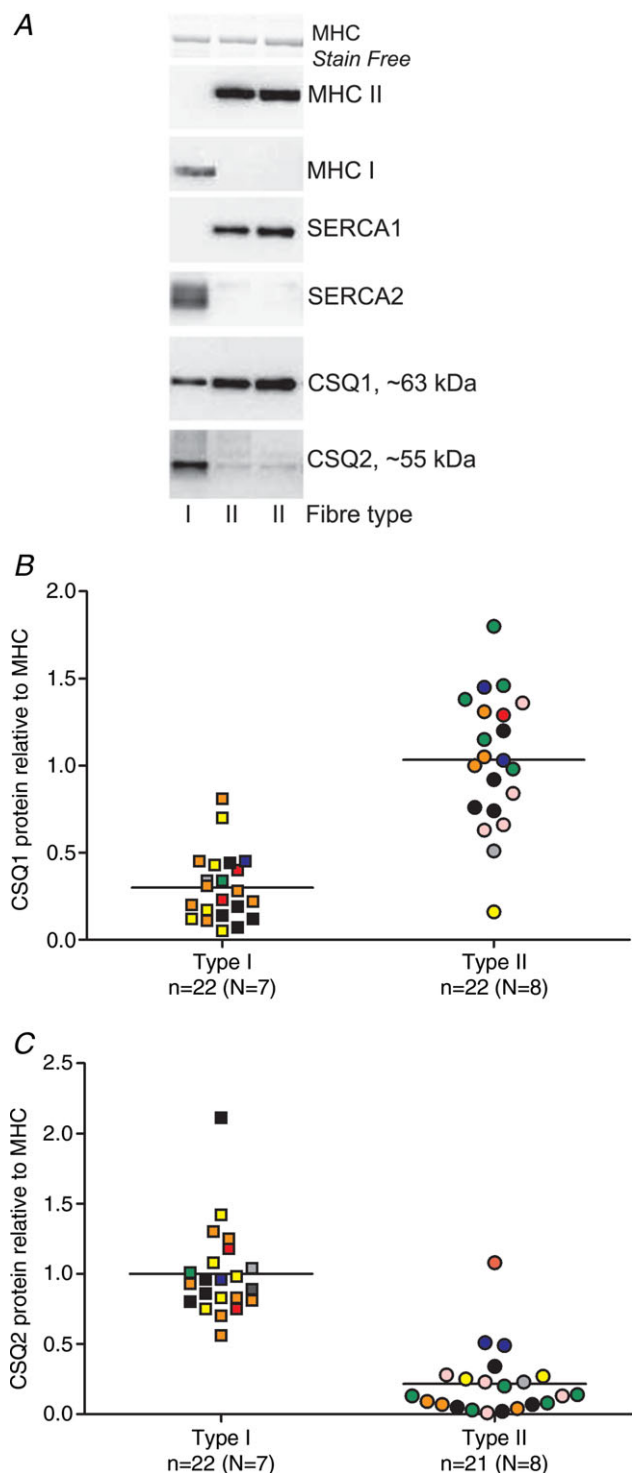 A
MHC
Stain Free
MHC II
MHC I
SERCA1
SERCA2
CSQ1, ~63 kDa
CSQ2, ~55 kDa
I II II Fibre type
B
CSQ1 protein relative to MHC
2.0
1.5
1.0
0.5
0.0
Type I Type II
n=22 (N=7) n=22 (N=8)
C
CSQ2 protein relative to MHC
2.5
2.0
1.5
1.0
0.5
0.0
Type I Type II
n=22 (N=7) n=21 (N=8)